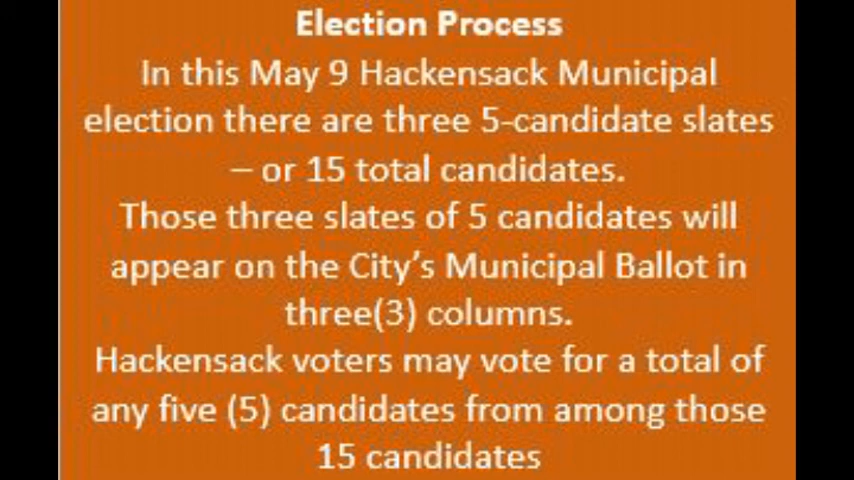 Election Process
In this May 9 Hackensack Municipal
election there are three 5-candidate slates
– or 15 total candidates.
Those three slates of 5 candidates will
appear on the City's Municipal Ballot in
three(3) columns.
Hackensack voters may vote for a total of
any five (5) candidates from among those
15 candidates